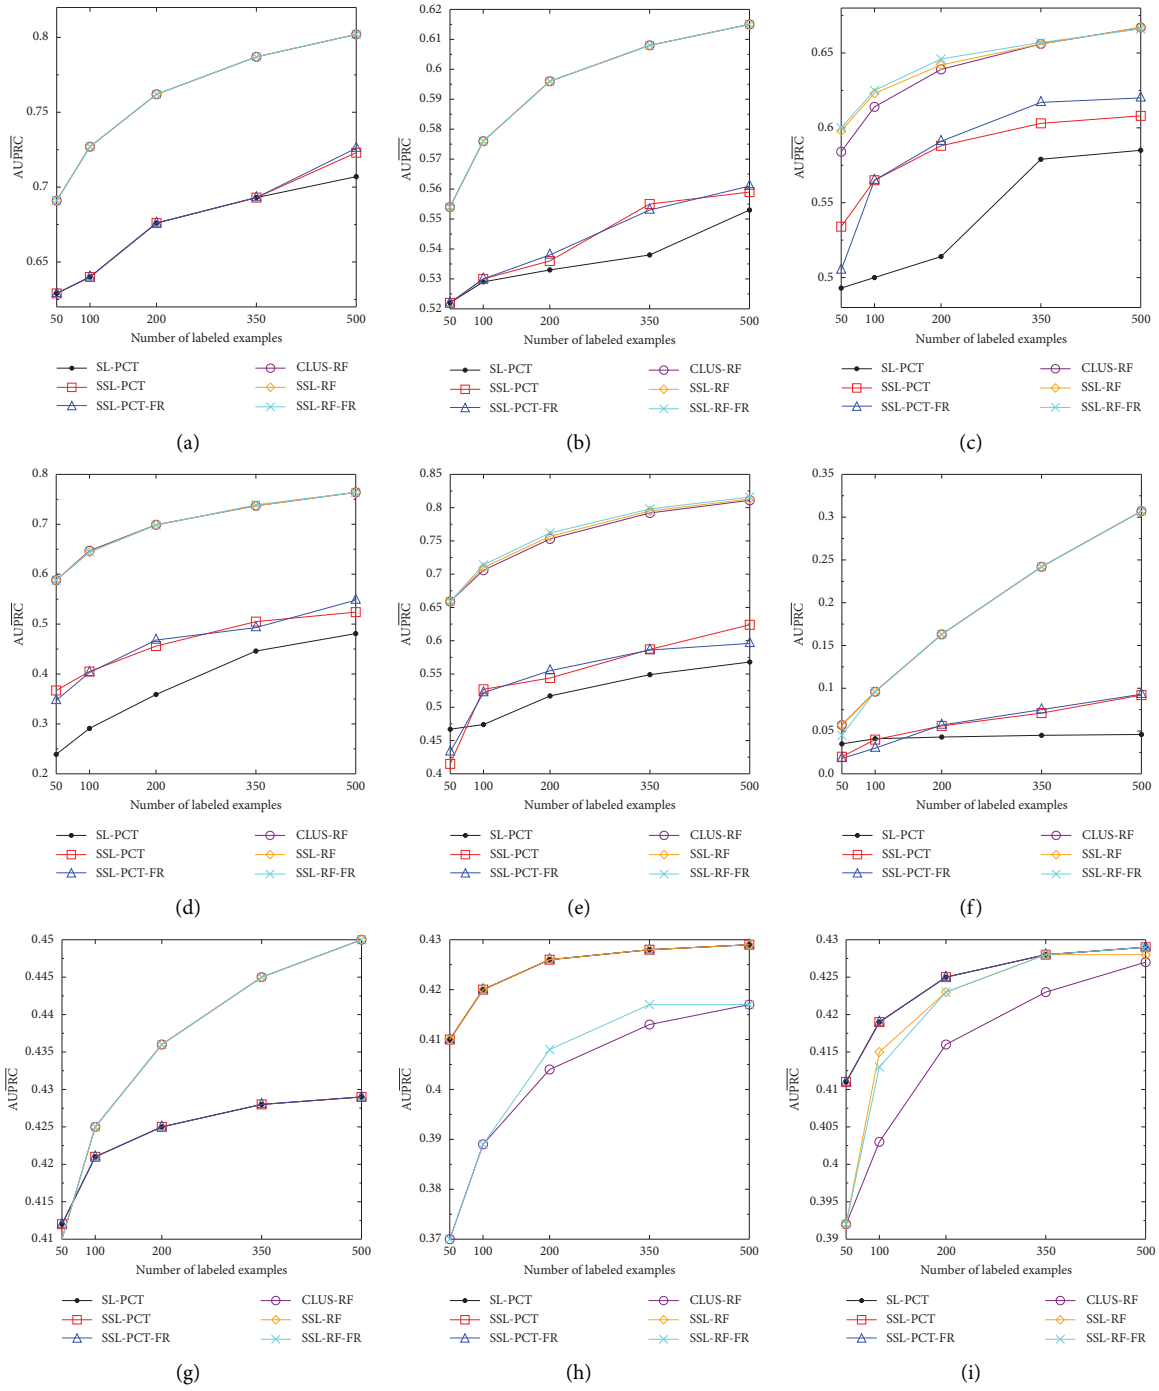 0.8
0.75
0.7
0.65
AUPRC
50 100 200 350 500
Number of labeled examples
SL-PCT
SSL-PCT
SSL-PCT-FR
CLUS-RF
SSL-RF
SSL-RF-FR
(a)
0.62
0.61
0.6
0.59
0.58
0.57
0.56
0.55
0.54
0.53
0.52
AUPRC
50 100 200 350 500
Number of labeled examples
SL-PCT
SSL-PCT
SSL-PCT-FR
CLUS-RF
SSL-RF
SSL-RF-FR
(b)
0.65
0.6
0.55
0.5
AUPRC
50 100 200 350 500
Number of labeled examples
SL-PCT
SSL-PCT
SSL-PCT-FR
CLUS-RF
SSL-RF
SSL-RF-FR
(c)
0.8
0.7
0.6
0.5
0.4
0.3
0.2
AUPRC
50 100 200 350 500
Number of labeled examples
SL-PCT
SSL-PCT
SSL-PCT-FR
CLUS-RF
SSL-RF
SSL-RF-FR
(d)
0.85
0.8
0.75
0.7
0.65
0.6
0.55
0.5
0.45
0.4
AUPRC
50 100 200 350 500
Number of labeled examples
SL-PCT
SSL-PCT
SSL-PCT-FR
CLUS-RF
SSL-RF
SSL-RF-FR
(e)
0.35
0.3
0.25
0.2
0.15
0.1
0.05
0.0
AUPRC
50 100 200 350 500
Number of labeled examples
SL-PCT
SSL-PCT
SSL-PCT-FR
CLUS-RF
SSL-RF
SSL-RF-FR
(f)
0.45
0.445
0.44
0.435
0.43
0.425
0.42
0.415
0.41
AUPRC
50 100 200 350 500
Number of labeled examples
SL-PCT
SSL-PCT
SSL-PCT-FR
CLUS-RF
SSL-RF
SSL-RF-FR
(g)
0.43
0.42
0.41
0.4
0.39
0.38
0.37
AUPRC
50 100 200 350 500
Number of labeled examples
SL-PCT
SSL-PCT
SSL-PCT-FR
CLUS-RF
SSL-RF
SSL-RF-FR
(h)
0.43
0.425
0.42
0.415
0.41
0.405
0.4
0.395
0.39
AUPRC
50 100 200 350 500
Number of labeled examples
SL-PCT
SSL-PCT
SSL-PCT-FR
CLUS-RF
SSL-RF
SSL-RF-FR
(i)